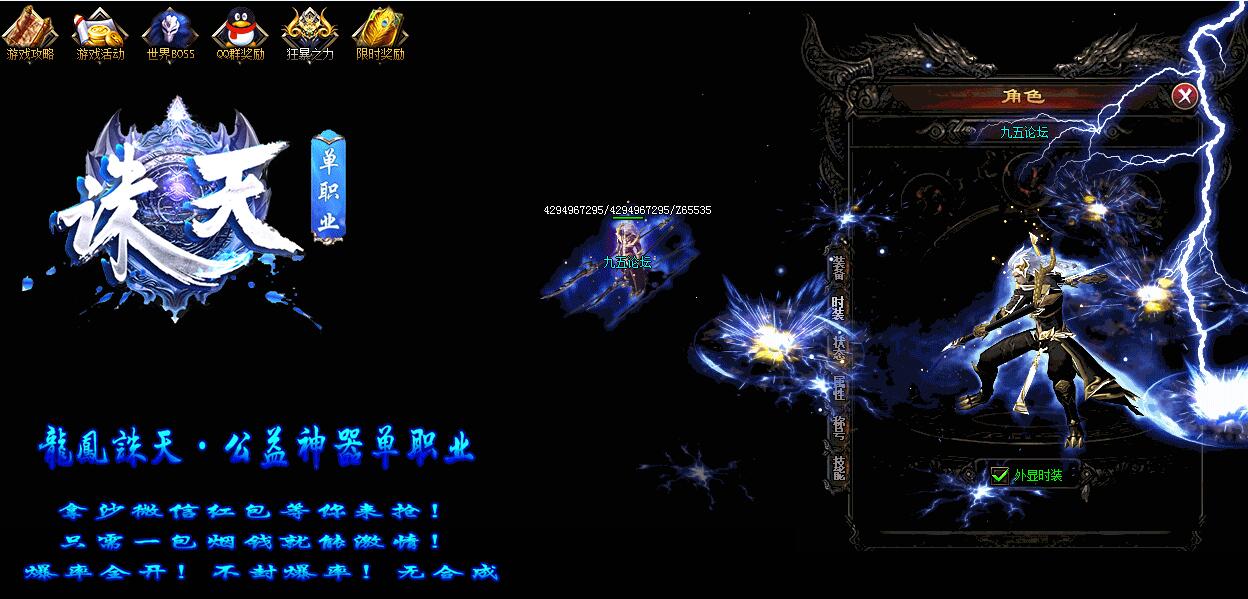 游戏攻略
游戏活动
世界BOSS
QQ群奖励
狂暴之力
限时奖励
诛天
单职业
角色
九五论坛
4294967295/4294967295/Z65535
九五论坛
装备
时装
状态
属性
称号
技能
外显时装
龍鳳誅天·公益神器单职业
拿沙微信红包等你来抢！
只需一包烟钱就能激情！
爆率全开！ 不封爆率！ 无合成